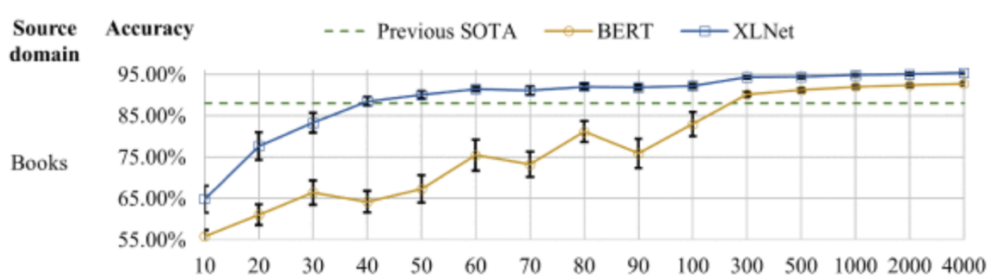 Source domain
Accuracy
Previous SOTA
BERT
XLNet
95.00%
85.00%
Books
75.00%
65.00%
55.00%
10 20 30 40 50 60 70 80 90 100 300 500 1000 2000 4000